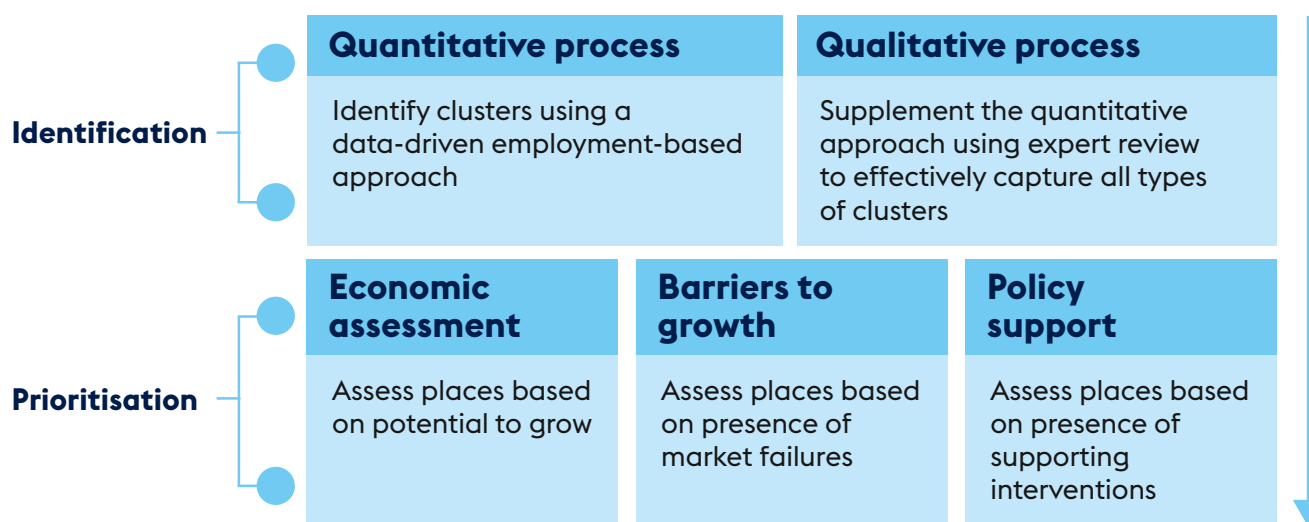 Identification
Quantitative process
Identify clusters using a
data-driven employment-based
approach
Qualitative process
Supplement the quantitative
approach using expert review
to effectively capture all types
of clusters
Prioritisation
Economic
assessment
Assess places based
on potential to grow
Barriers to
growth
Assess places based
on presence of
market failures
Policy
support
Assess places based
on presence of
supporting
interventions